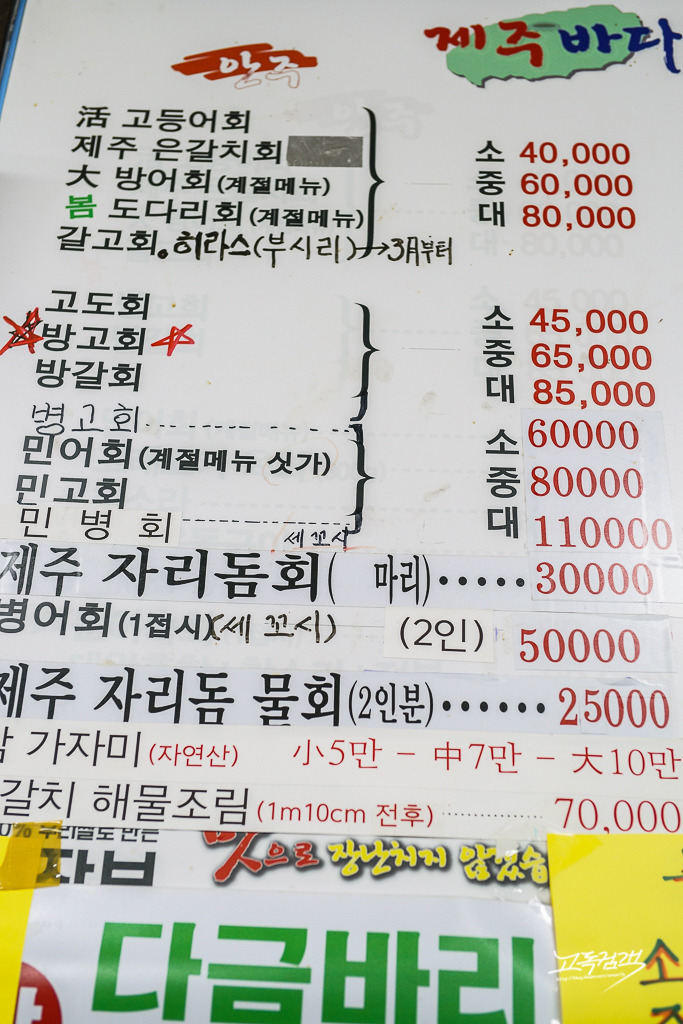 제주바다
안주
活 고등어회
제주 은갈치회
大 방어회(계절메뉴)
봄 도다리회(계절메뉴)
갈고회. 히라스(부시리)→3月부터
소 40,000
중 60,000
대 80,000
고도회
방고회
방갈회
소 45,000
중 65,000
대 85,000
병고회
민어회(계절메뉴 싯가)
민고회
민병회
세꼬시
소 60000
중 80000
대 110000
제주 자리돔회( 마리)·····30000
병어회(1접시)(세꼬시) (2인) 50000
제주 자리돔 물회(2인분)······25000
가자미(자연산) 小5만 - 中7만 - 大10만
갈치 해물조림(1m10cm 전후) 70,000
맛으로 장난치지 않겠습
다금바리
소
고독검객